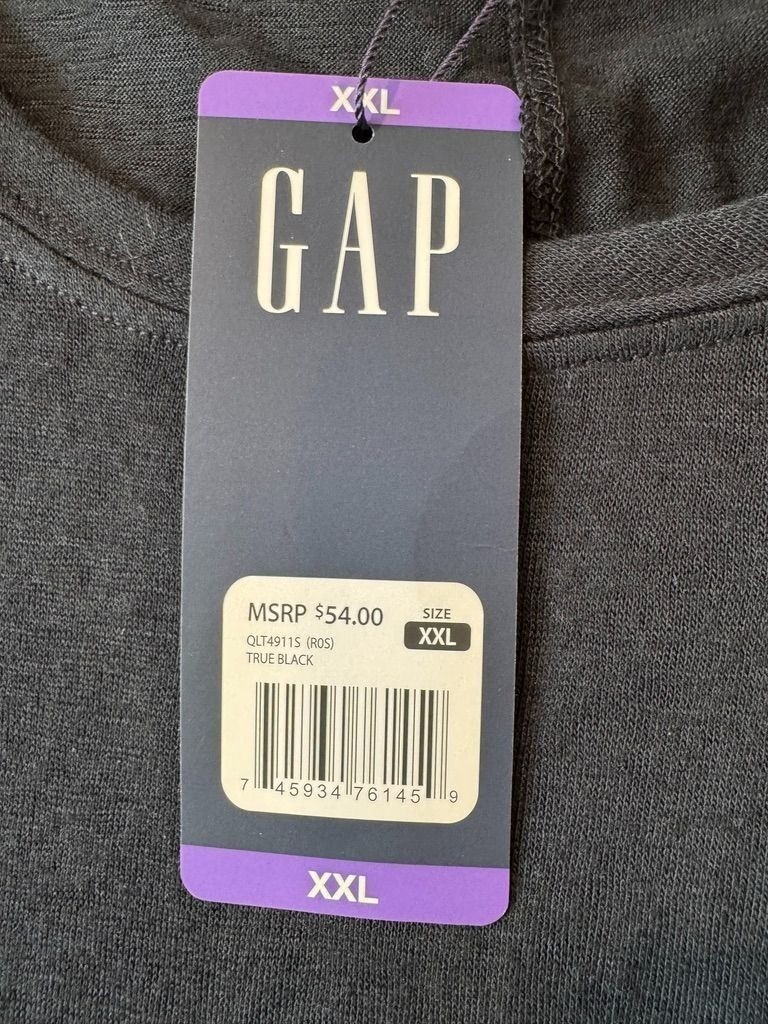 XXL
GAP
MSRP $54.00
SIZE
XXL
QLT4911S (R0S)
TRUE BLACK
7 45934 76145 9
XXL